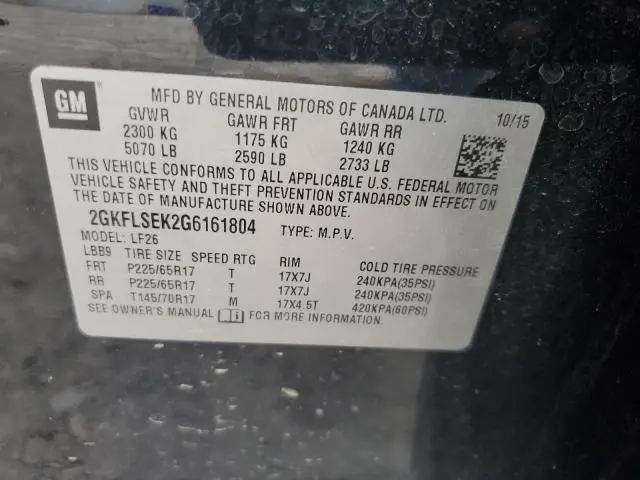 GM
MFD BY GENERAL MOTORS OF CANADA LTD. 10/15
GVWR GAWR FRT GAWR RR
2300 KG 1175 KG 1240 KG
5070 LB 2590 LB 2733 LB
THIS VEHICLE CONFORMS TO ALL APPLICABLE U.S. FEDERAL MOTOR
VEHICLE SAFETY AND THEFT PREVENTION STANDARDS IN EFFECT ON
THE DATE OF MANUFACTURE SHOWN ABOVE.
2GKFLSEK2G6161804 TYPE: M.P.V.
MODEL: LF26
LBB9 TIRE SIZE SPEED RTG RIM COLD TIRE PRESSURE
FRT P225/65R17 T 17X7J 240KPA(35PSI)
RR P225/65R17 T 17X7J 240KPA(35PSI)
SPA T145/70R17 M 17X4.5T 420KPA(60PSI)
SEE OWNER'S MANUAL FOR MORE INFORMATION.